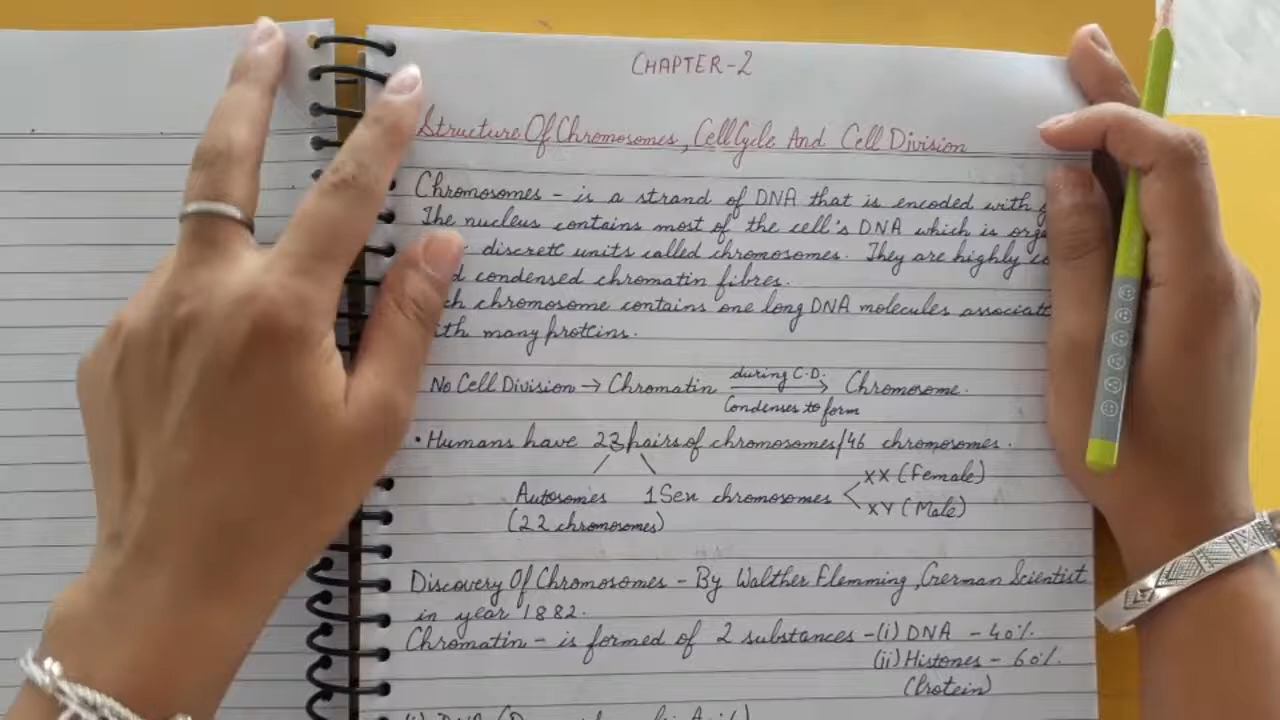 CHAPTER-2
Structure Of Chromosomes, Cell Cycle And Cell Division
Chromosomes - is a strand of DNA that is encoded with
The nucleus contains most of the cell's DNA which is
discrete units called chromosomes. They are highly
condensed chromatin fibres.
chromosome contains one long DNA molecules
with many proteins.
No Cell Division → Chromatin during C.D. → Chromosome.
Condenses to form
• Humans have 23 pairs of chromosomes/46 chromosomes.
XX (Female)
Autosomes 1 Sex chromosomes
XY (Male)
(22 chromosomes)
Discovery Of Chromosomes - By Walther Flemming, German Scientist
in year 1882.
Chromatin - is formed of 2 substances - (i) DNA - 40%.
(ii) Histones - 60%.
(Protein)